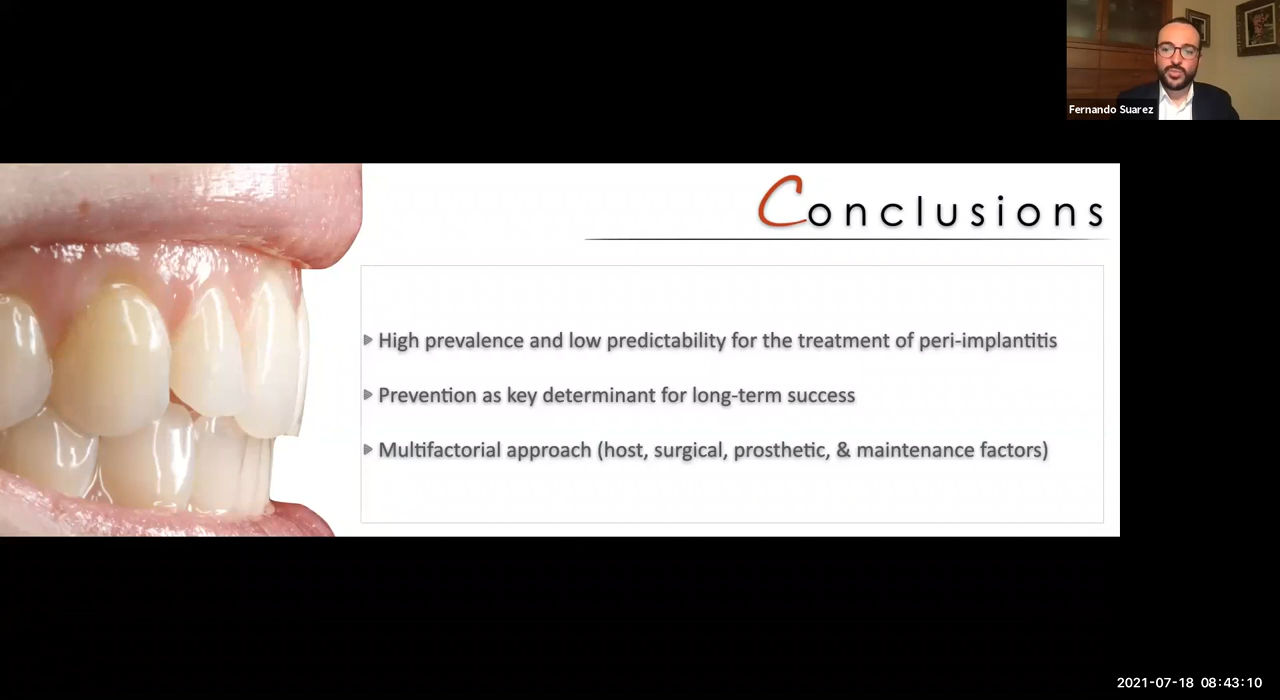 Fernando Suarez
Conclusions
High prevalence and low predictability for the treatment of peri-implantitis
Prevention as key determinant for long-term success
Multifactorial approach (host, surgical, prosthetic, & maintenance factors)
2021-07-18 08:43:10